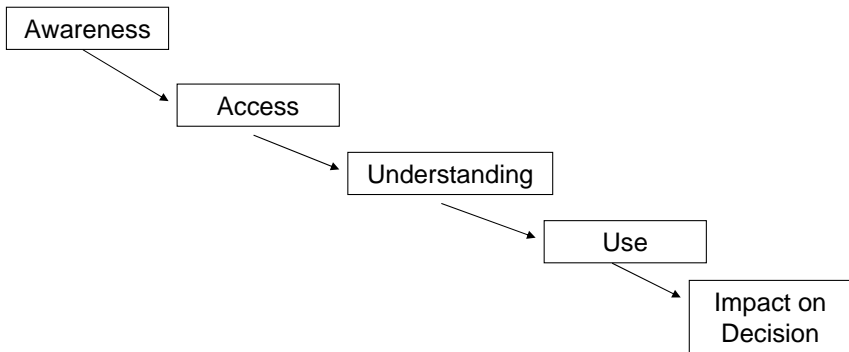 Awareness
Access
Understanding
Use
Impact on
Decision